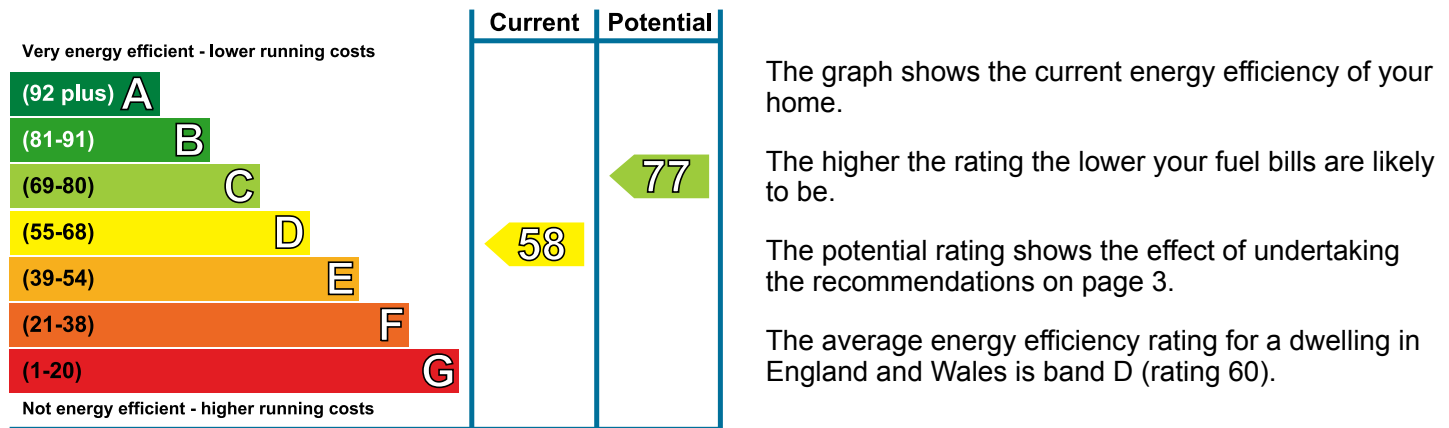 Current Potential
Very energy efficient - lower running costs
(92 plus) A
(81-91) B
(69-80) C
77
(55-68) D
58
(39-54) E
(21-38) F
(1-20) G
Not energy efficient - higher running costs
The graph shows the current energy efficiency of your
home.
The higher the rating the lower your fuel bills are likely
to be.
The potential rating shows the effect of undertaking
the recommendations on page 3.
The average energy efficiency rating for a dwelling in
England and Wales is band D (rating 60).